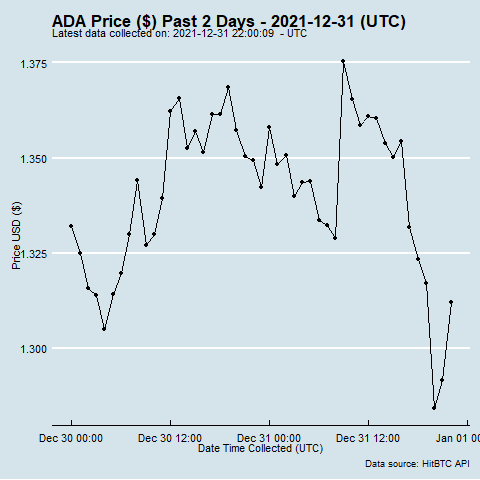 ADA Price ($) Past 2 Days - 2021-12-31 (UTC)
Latest data collected on: 2021-12-31 22:00:09 - UTC
1.375
1.350
1.325
1.300
Price USD ($)
Dec 30 00:00
Dec 30 12:00
Dec 31 00:00
Dec 31 12:00
Jan 01 00
Date Time Collected (UTC)
Data source: HitBTC API